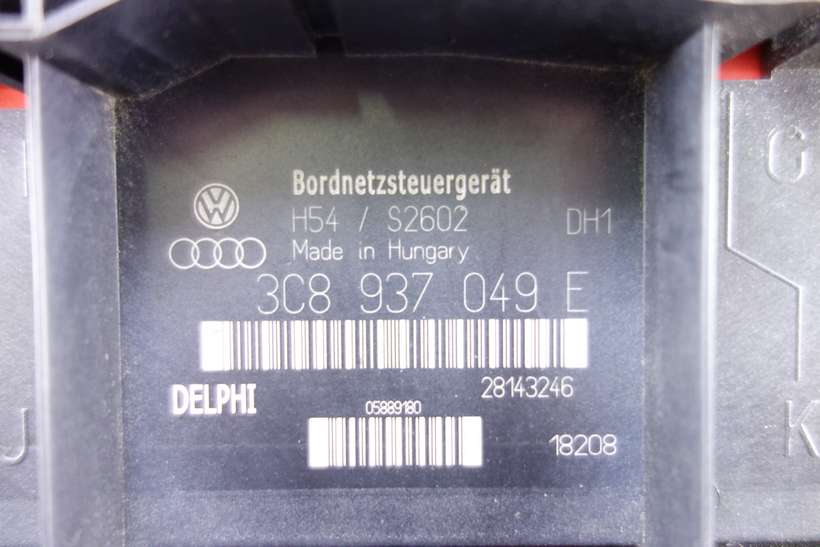 Bordnetzsteuergerät
H54 / S2602 DH1
Made in Hungary
3C8 937 049 E
DELPHI 28143246
05889180
18208
G
J
K